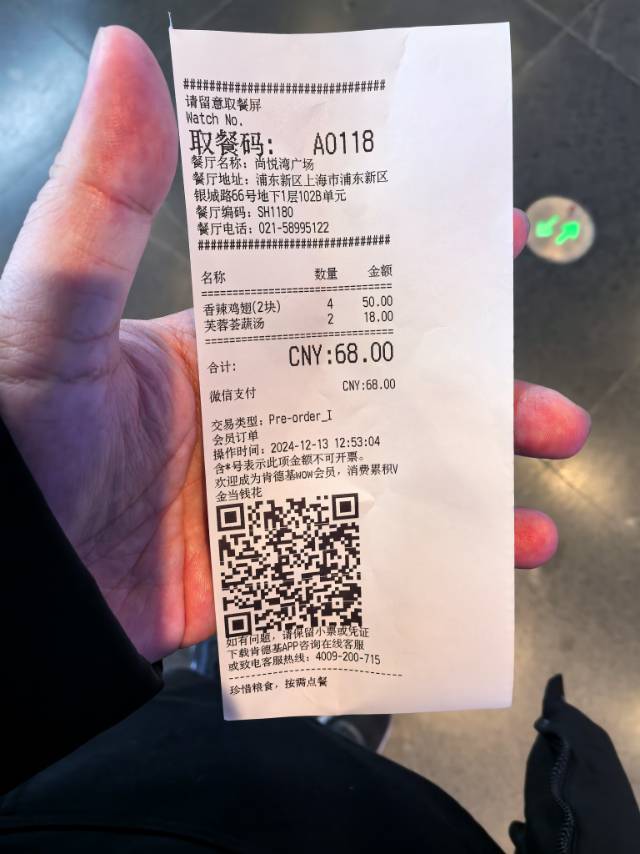 ##############################
请留意取餐屏
Watch No.
取餐码: A0118
餐厅名称: 尚悦湾广场
餐厅地址: 浦东新区上海市浦东新区
银城路66号地下1层102B单元
餐厅编码: SH1180
餐厅电话: 021-58995122
##############################
名称 数量 金额
==============================
香辣鸡翅(2块) 4 50.00
芙蓉荟蔬汤 2 18.00
==============================
合计: CNY:68.00
微信支付 CNY:68.00
交易类型: Pre-order_I
会员订单
操作时间: 2024-12-13 12:53:04
含*号表示此项金额不可开票。
欢迎成为肯德基WOW会员, 消费累积V
金当钱花
如有问题, 请保留小票或凭证
下载肯德基APP咨询在线客服
或致电客服热线: 4009-200-715
------------------------------
珍惜粮食, 按需点餐